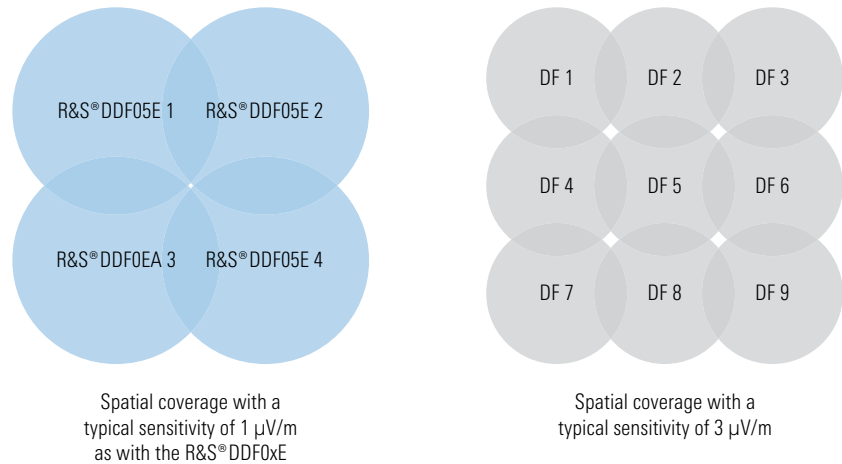 R&S®DDF05E 1
R&S®DDF05E 2
R&S®DDF0EA 3
R&S®DDF05E 4
Spatial coverage with a
typical sensitivity of 1 µV/m
as with the R&S®DDF0xE
DF 1
DF 2
DF 3
DF 4
DF 5
DF 6
DF 7
DF 8
DF 9
Spatial coverage with a
typical sensitivity of 3 µV/m